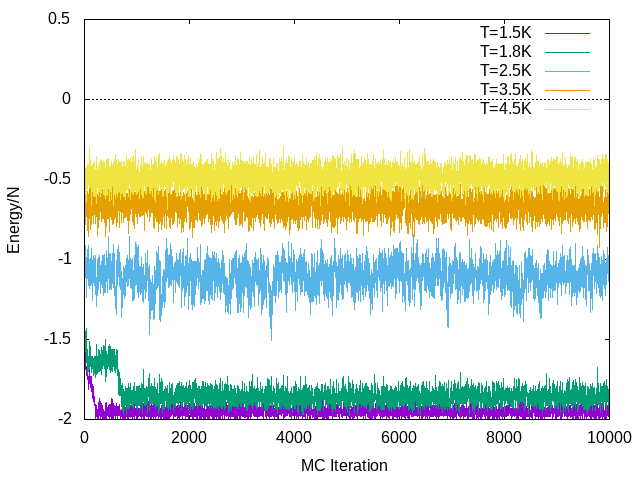 0.5
0
-0.5
-1
-1.5
-2
Energy/N
T=1.5K
T=1.8K
T=2.5K
T=3.5K
T=4.5K
0 2000 4000 6000 8000 10000
MC Iteration